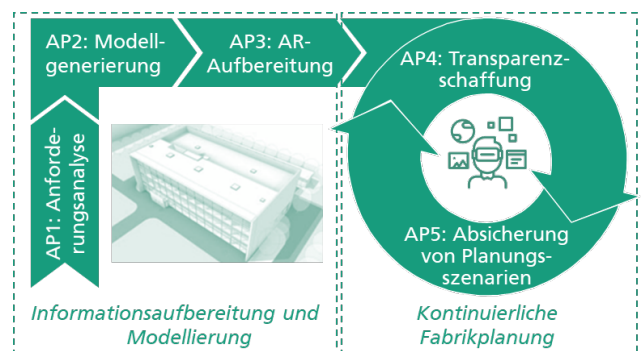 AP2: Modell-
generierung
AP3: AR-
Aufbereitung
AP4: Transparenz-
schaffung
AP1: Anforde-
rungsanalyse
AP5: Absicherung
von Planungs-
szenarien
Informationsaufbereitung und
Modellierung
Kontinuierliche
Fabrikplanung